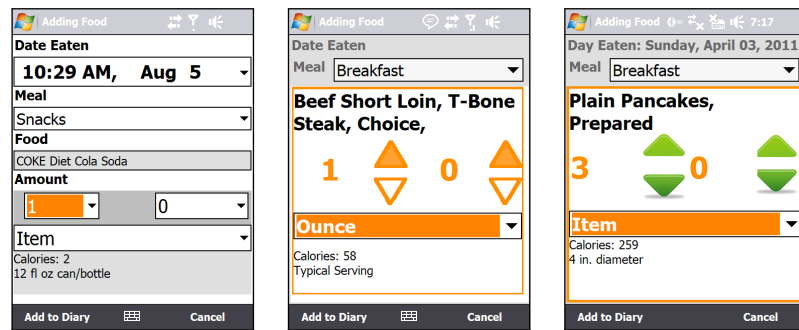 Adding Food
Date Eaten
10:29 AM, Aug 5
Meal
Snacks
Food
COKE Diet Cola Soda
Amount
1 0
Item
Calories: 2
12 fl oz can/bottle
Add to Diary Cancel
Adding Food
Date Eaten
Meal Breakfast
Beef Short Loin, T-Bone
Steak, Choice,
1 0
Ounce
Calories: 58
Typical Serving
Add to Diary Cancel
Adding Food 7:17
Day Eaten: Sunday, April 03, 2011
Meal Breakfast
Plain Pancakes,
Prepared
3 0
Item
Calories: 259
4 in. diameter
Add to Diary Cancel